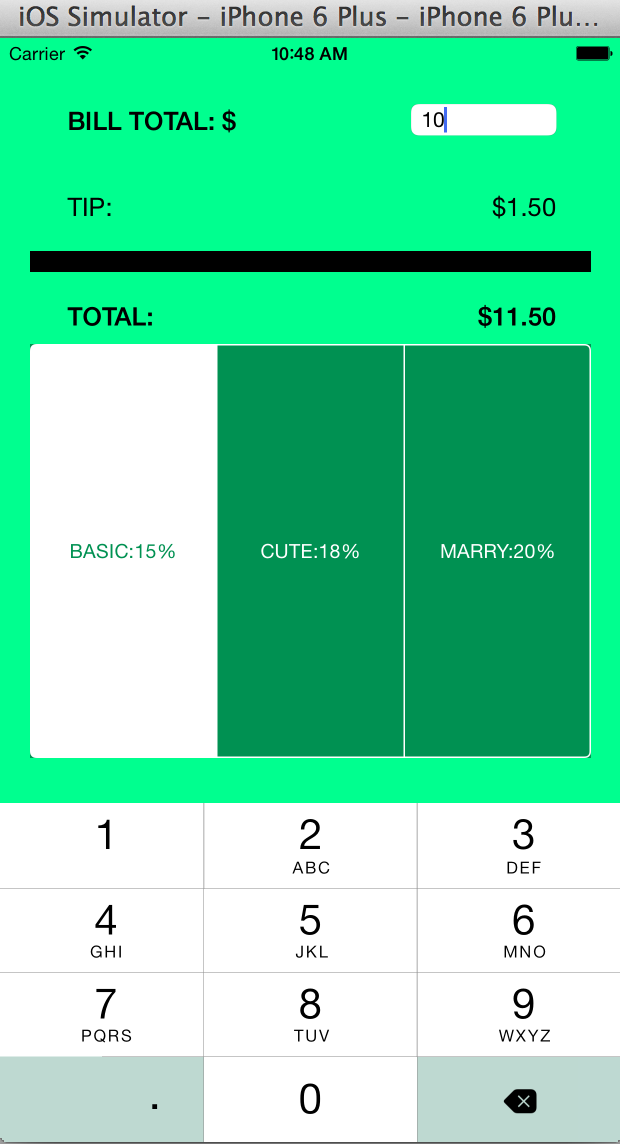 iOS Simulator – iPhone 6 Plus – iPhone 6 Plu...
Carrier 10:48 AM
BILL TOTAL: $ 10
TIP: $1.50
TOTAL: $11.50
BASIC:15% CUTE:18% MARRY:20%
1 2 3
ABC DEF
4 5 6
GHI JKL MNO
7 8 9
PQRS TUV WXYZ
. 0